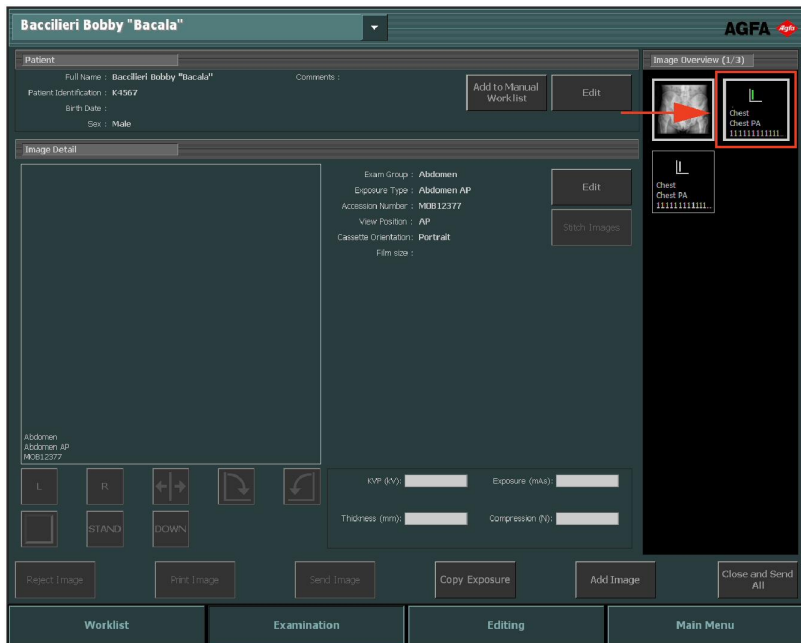 Baccilieri Bobby "Bacala"
AGFA Agfa
Patient
Full Name : Baccilieri Bobby "Bacala"
Comments :
Patient Identification : K4567
Birth Date :
Sex : Male
Add to Manual
Worklist
Edit
Image Detail
Abdomen
Abdomen AP
MOB12377
Exam Group : Abdomen
Exposure Type : Abdomen AP
Accession Number : MOB12377
View Position : AP
Cassette Orientation: Portrait
Film size :
Edit
Stitch Images
L
R
STAND
DOWN
KVP (kV):
Exposure (mAs):
Thickness (mm):
Compression (N):
Image Overview (1/3)
Chest
Chest PA
111111111111..
Chest
Chest PA
111111111111..
Reject Image
Print Image
Send Image
Copy Exposure
Add Image
Close and Send
All
Worklist
Examination
Editing
Main Menu